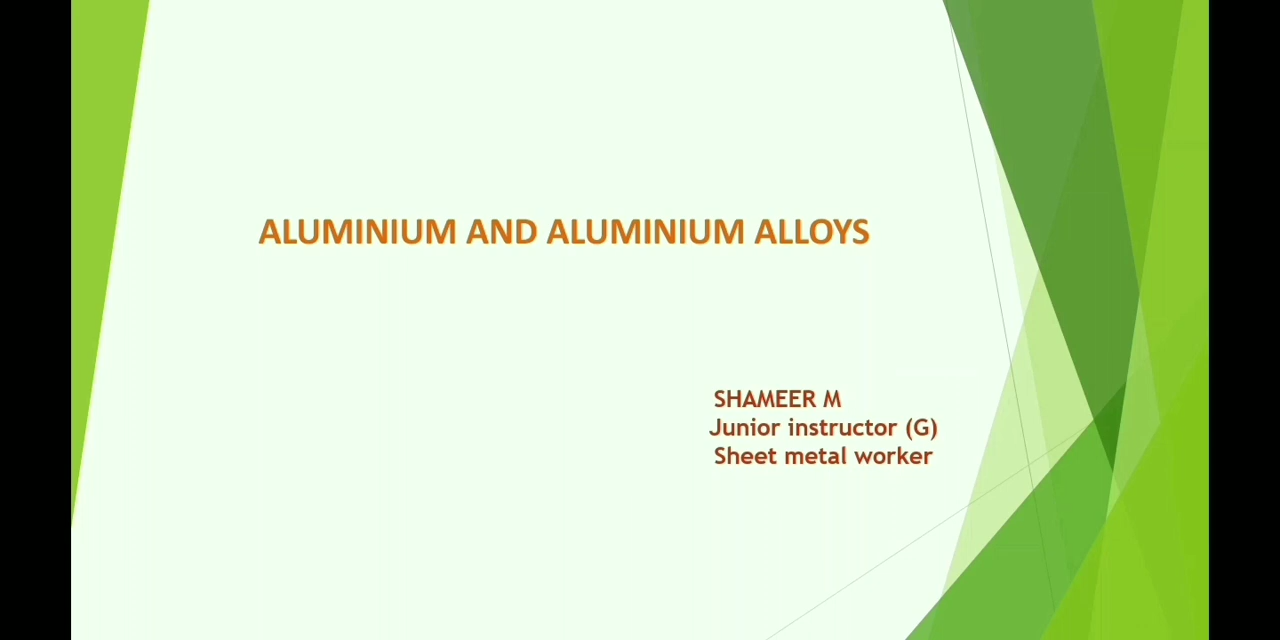 ALUMINIUM AND ALUMINIUM ALLOYS
SHAMEER M
Junior instructor (G)
Sheet metal worker